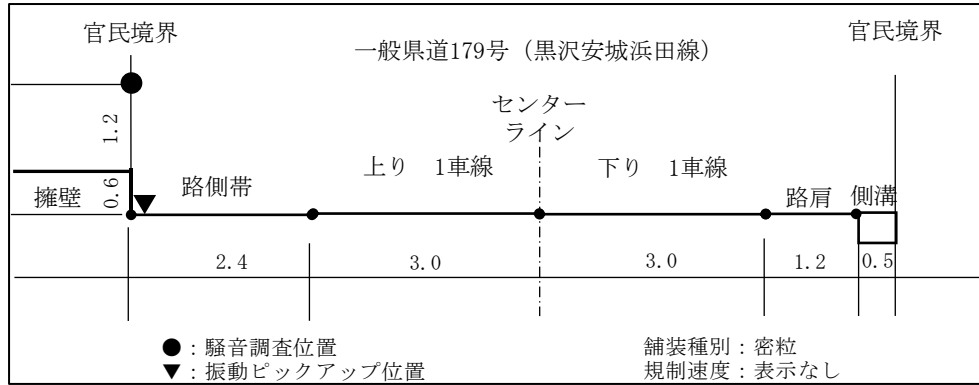 官民境界
官民境界
一般県道179号（黒沢安城浜田線）
センター
ライン
1.2
0.6
擁壁
路側帯
上り　1車線
下り　1車線
路肩
側溝
2.4
3.0
3.0
1.2
0.5
●：騒音調査位置
▼：振動ピックアップ位置
舗装種別：密粒
規制速度：表示なし